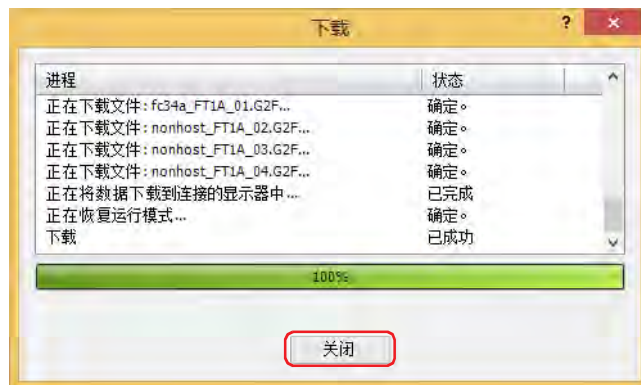 下载
进程 状态
正在下载文件:fc34a_FT1A_01.G2F... 确定。
正在下载文件:nonhost_FT1A_02.G2F... 确定。
正在下载文件:nonhost_FT1A_03.G2F... 确定。
正在下载文件:nonhost_FT1A_04.G2F... 确定。
正在将数据下载到连接的显示器中... 已完成
正在恢复运行模式... 确定。
下载 已成功
100%
关闭